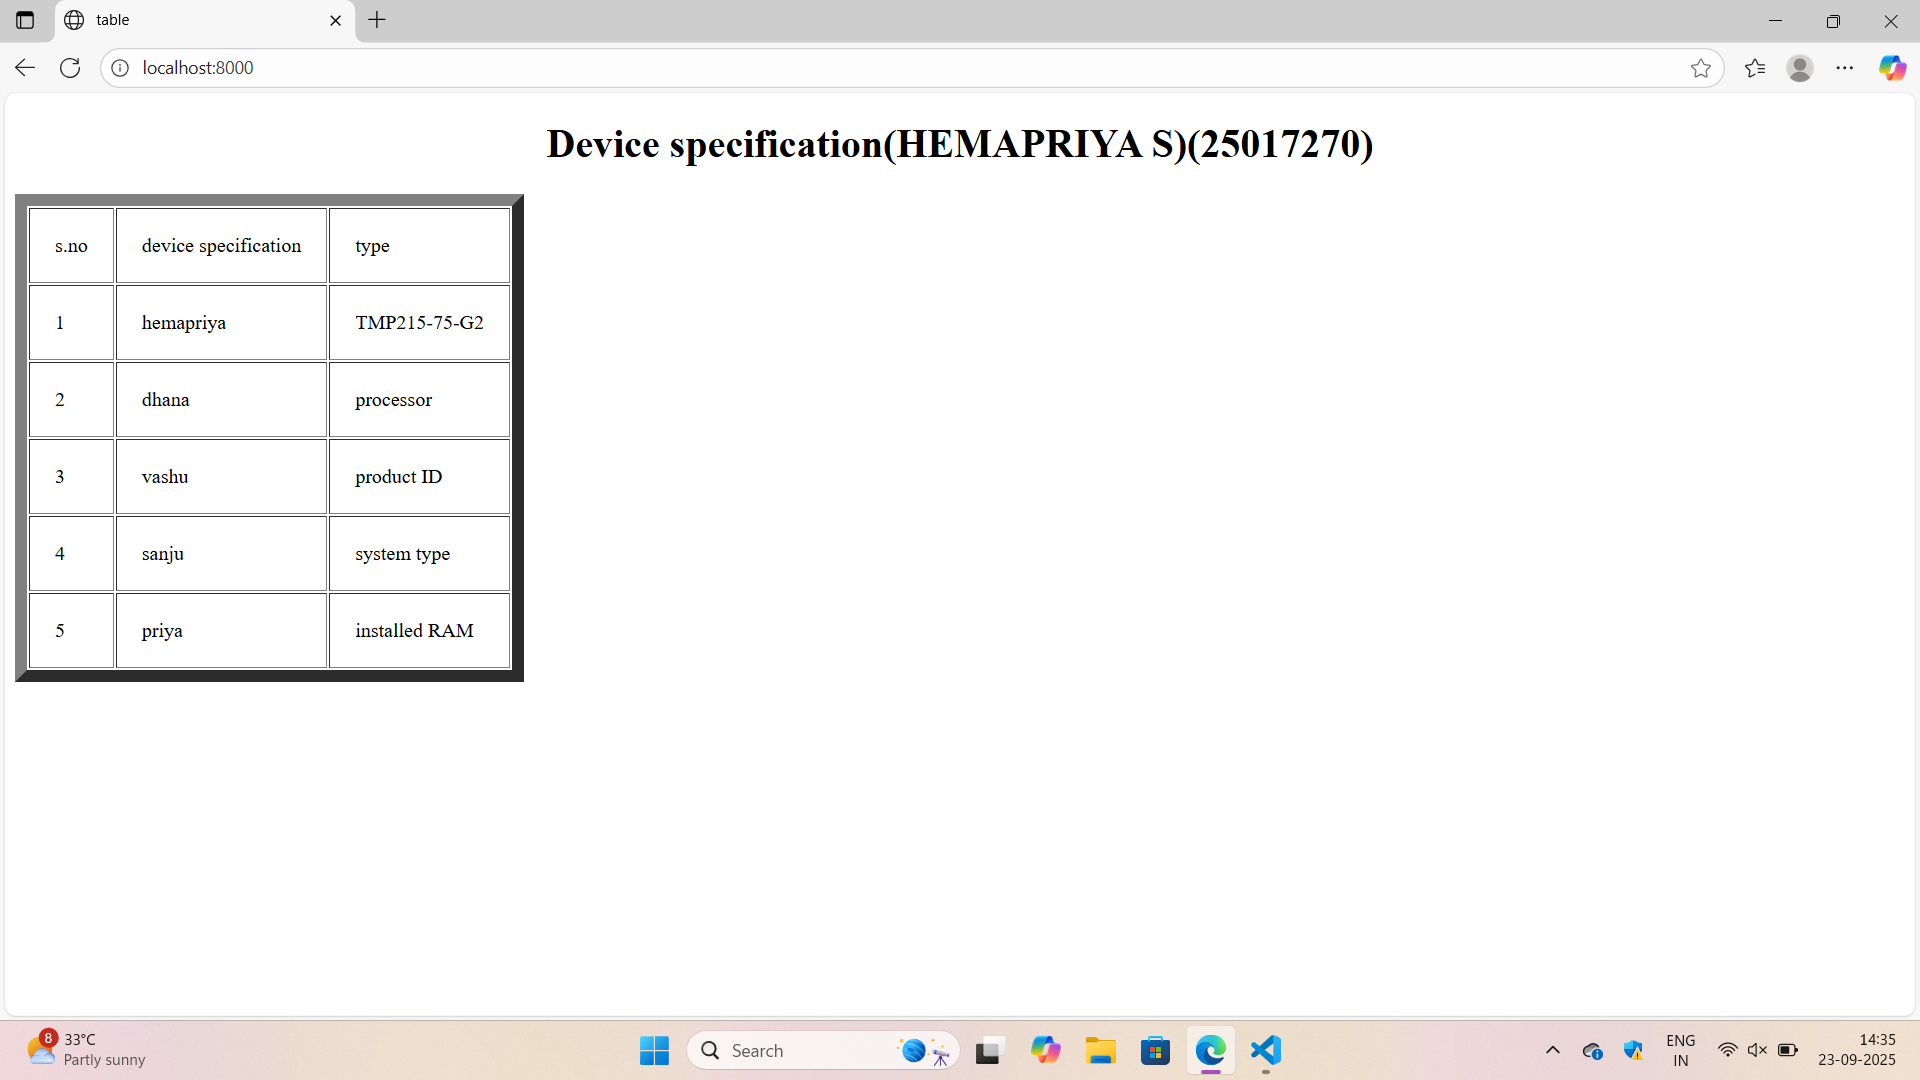 table
localhost:8000
Device specification(HEMAPRIYA S)(25017270)
s.no device specification type
1 hemapriya TMP215-75-G2
2 dhana processor
3 vashu product ID
4 sanju system type
5 priya installed RAM
8 33°C
Partly sunny
Search
ENG
IN
14:35
23-09-2025